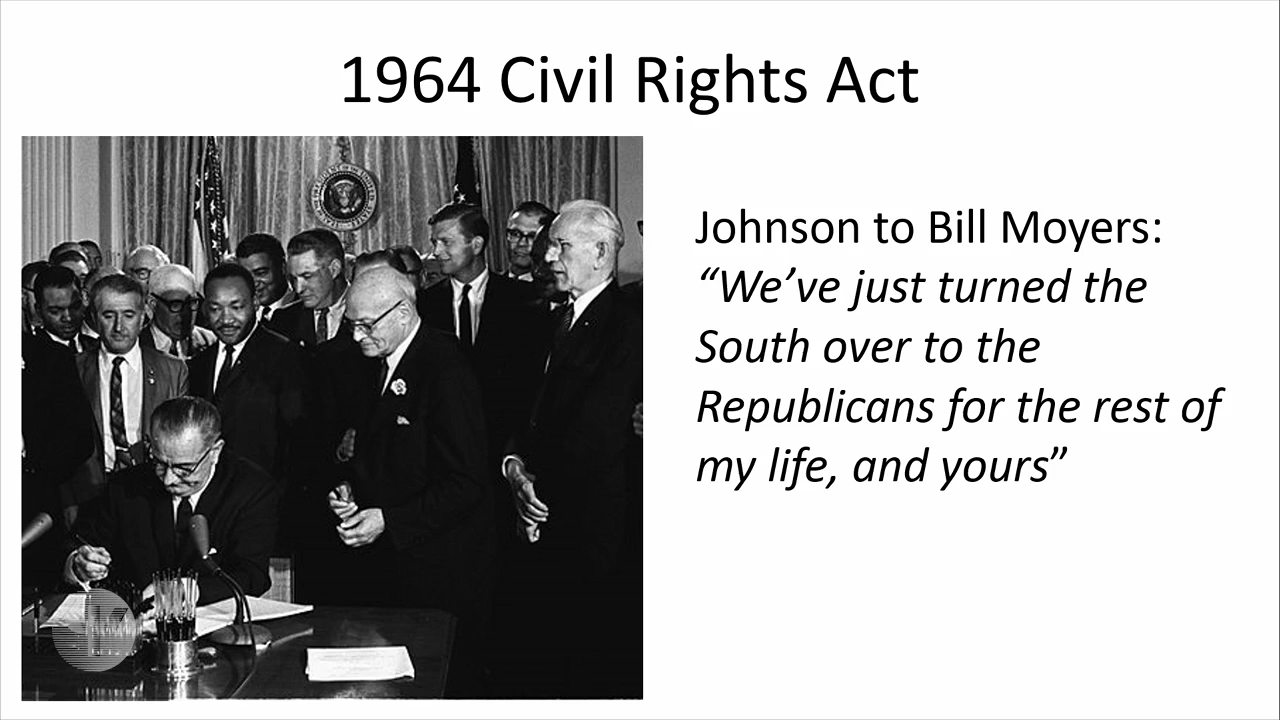 1964 Civil Rights Act
Johnson to Bill Moyers:
“We’ve just turned the
South over to the
Republicans for the rest of
my life, and yours”